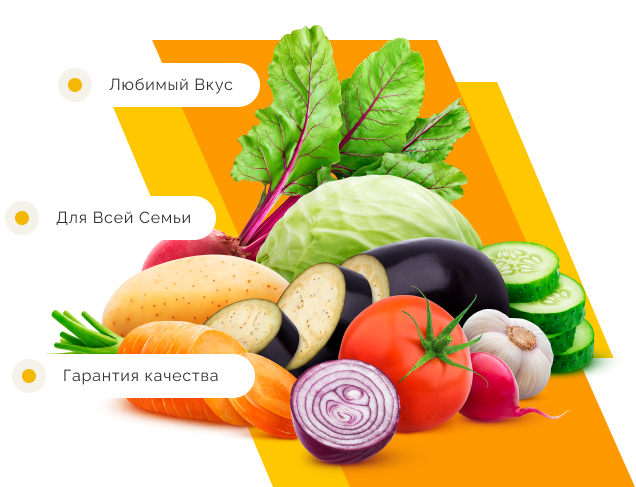 Любимый Вкус
Для Всей Семьи
Гарантия качества